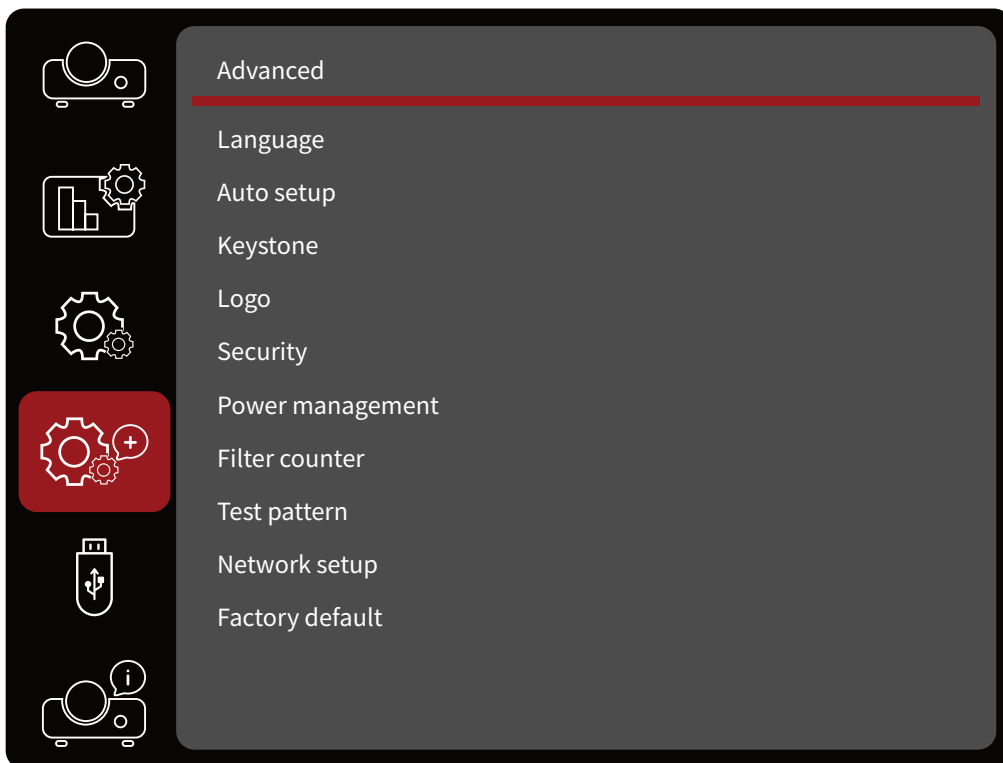 Advanced
Language
Auto setup
Keystone
Logo
Security
Power management
Filter counter
Test pattern
Network setup
Factory default